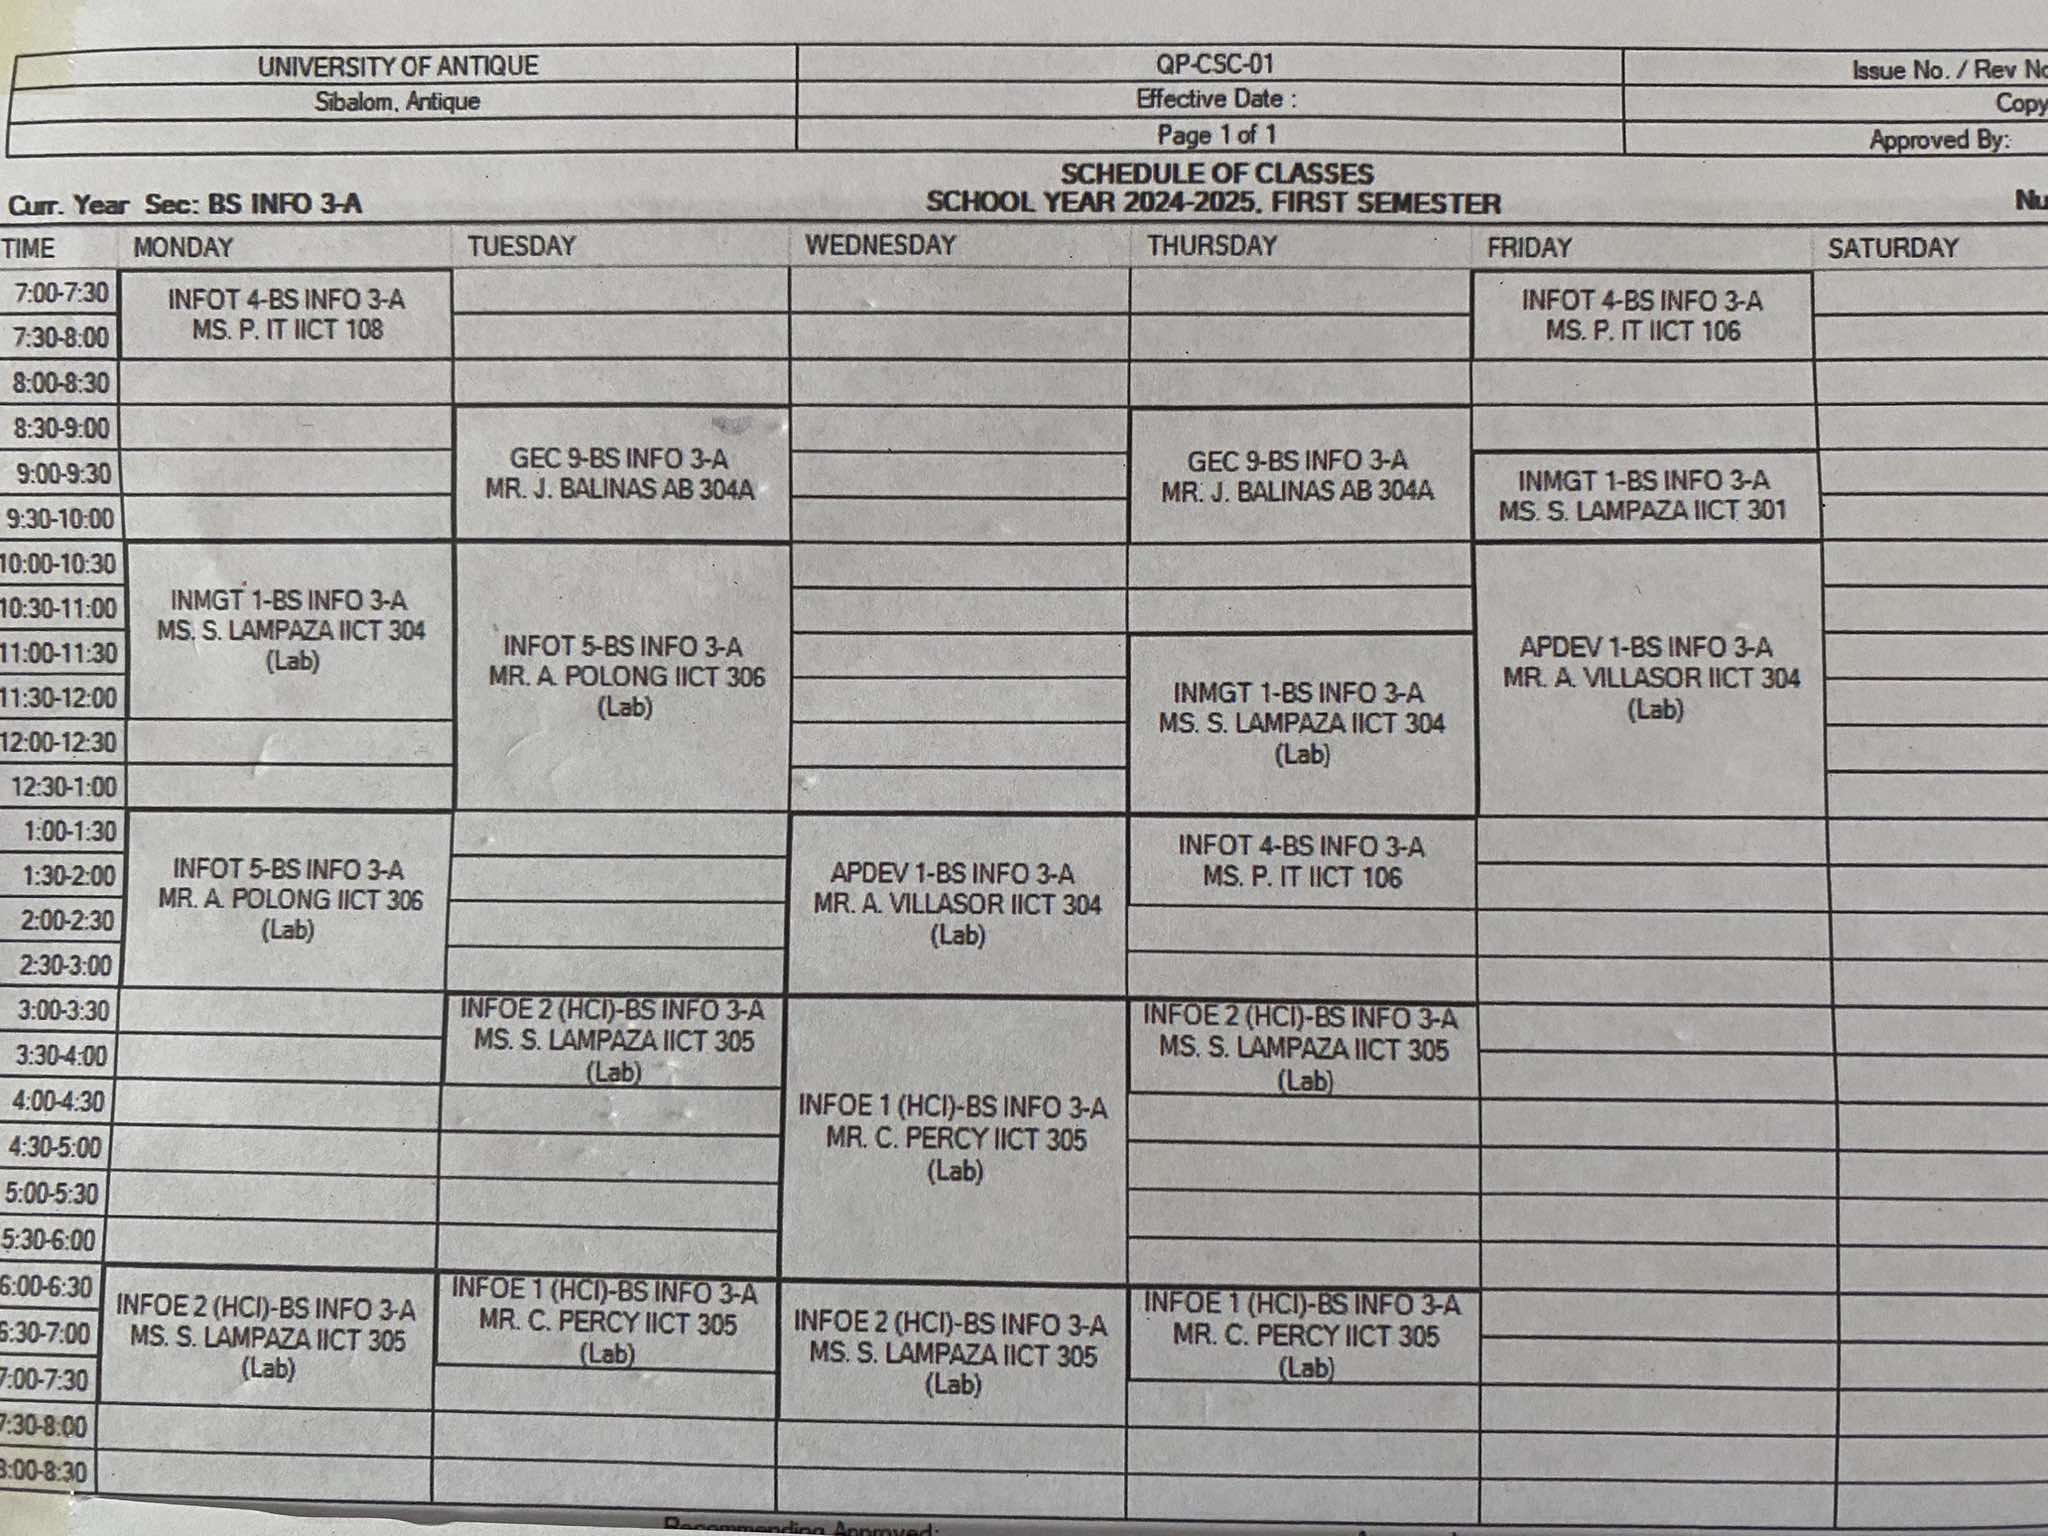 UNIVERSITY OF ANTIQUE QP-CSC-01 Issue No. / Rev
Sibalom, Antique Effective Date : Copy
Page 1 of 1 Approved By:
SCHEDULE OF CLASSES
Curr. Year Sec: BS INFO 3-A SCHOOL YEAR 2024-2025, FIRST SEMESTER
TIME MONDAY TUESDAY WEDNESDAY THURSDAY FRIDAY SATURDAY
7:00-7:30
7:30-8:00
8:00-8:30
8:30-9:00
9:00-9:30
9:30-10:00
10:00-10:30
10:30-11:00
11:00-11:30
11:30-12:00
12:00-12:30
12:30-1:00
1:00-1:30
1:30-2:00
2:00-2:30
2:30-3:00
3:00-3:30
3:30-4:00
4:00-4:30
4:30-5:00
5:00-5:30
5:30-6:00
6:00-6:30
6:30-7:00
7:00-7:30
7:30-8:00
8:00-8:30
INFOT 4-BS INFO 3-A
MS. P. IT IICT 108
INMGT 1-BS INFO 3-A
MS. S. LAMPAZA IICT 304
(Lab)
INFOT 5-BS INFO 3-A
MR. A. POLONG IICT 306
(Lab)
INFOE 2 (HCI)-BS INFO 3-A
MS. S. LAMPAZA IICT 305
(Lab)
GEC 9-BS INFO 3-A
MR. J. BALINAS AB 304A
INFOT 5-BS INFO 3-A
MR. A. POLONG IICT 306
(Lab)
INFOE 2 (HCI)-BS INFO 3-A
MS. S. LAMPAZA IICT 305
(Lab)
INFOE 1 (HCI)-BS INFO 3-A
MR. C. PERCY IICT 305
(Lab)
APDEV 1-BS INFO 3-A
MR. A. VILLASOR IICT 304
(Lab)
INFOE 1 (HCI)-BS INFO 3-A
MR. C. PERCY IICT 305
(Lab)
INFOE 2 (HCI)-BS INFO 3-A
MS. S. LAMPAZA IICT 305
(Lab)
GEC 9-BS INFO 3-A
MR. J. BALINAS AB 304A
INMGT 1-BS INFO 3-A
MS. S. LAMPAZA IICT 304
(Lab)
INFOT 4-BS INFO 3-A
MS. P. IT IICT 106
INFOE 2 (HCI)-BS INFO 3-A
MS. S. LAMPAZA IICT 305
(Lab)
INFOE 1 (HCI)-BS INFO 3-A
MR. C. PERCY IICT 305
(Lab)
INFOT 4-BS INFO 3-A
MS. P. IT IICT 106
INMGT 1-BS INFO 3-A
MS. S. LAMPAZA IICT 301
APDEV 1-BS INFO 3-A
MR. A. VILLASOR IICT 304
(Lab)
Recommending Approved: